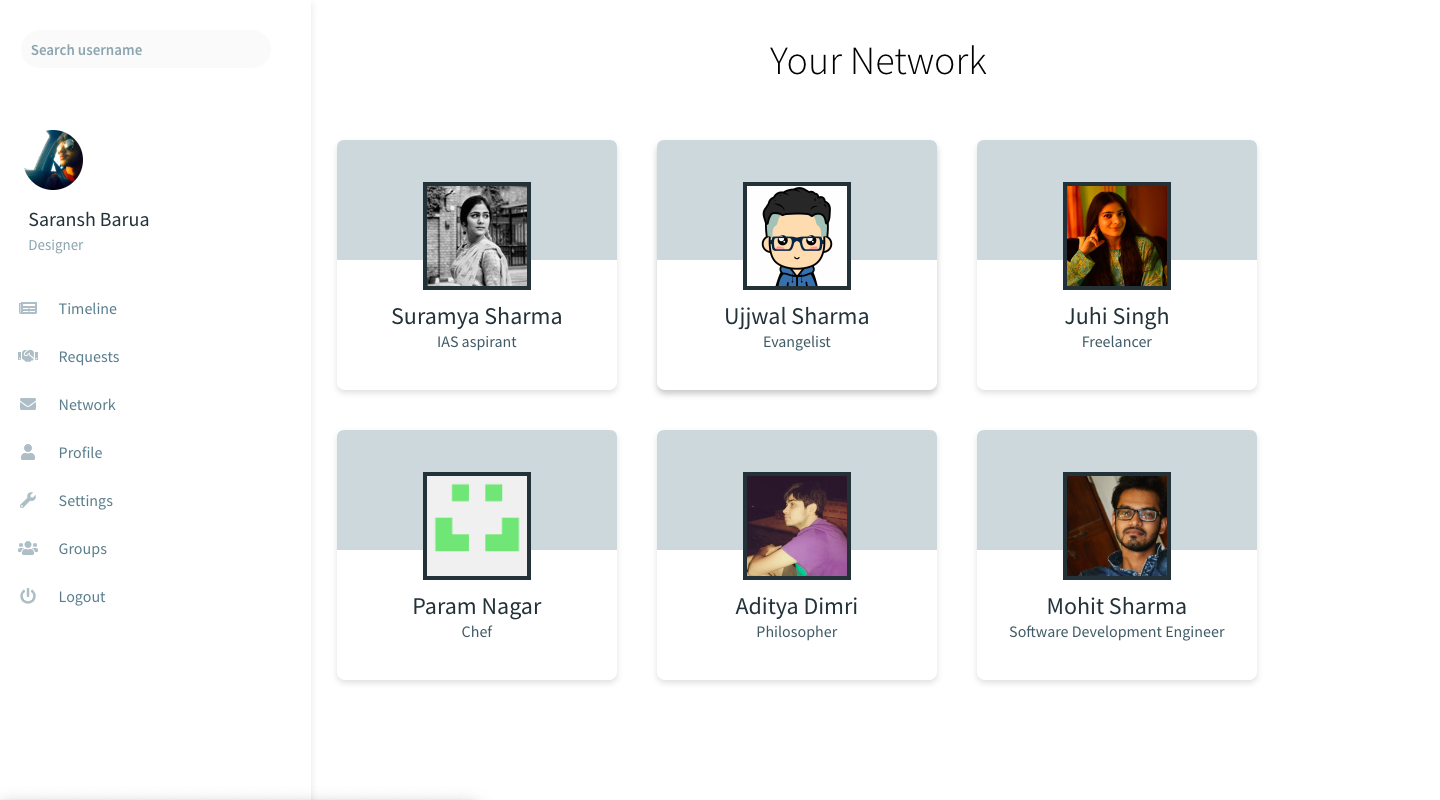 Search username
Saransh Barua
Designer
Timeline
Requests
Network
Profile
Settings
Groups
Logout
Your Network
Suramya Sharma
IAS aspirant
Ujjwal Sharma
Evangelist
Juhi Singh
Freelancer
Param Nagar
Chef
Aditya Dimri
Philosopher
Mohit Sharma
Software Development Engineer